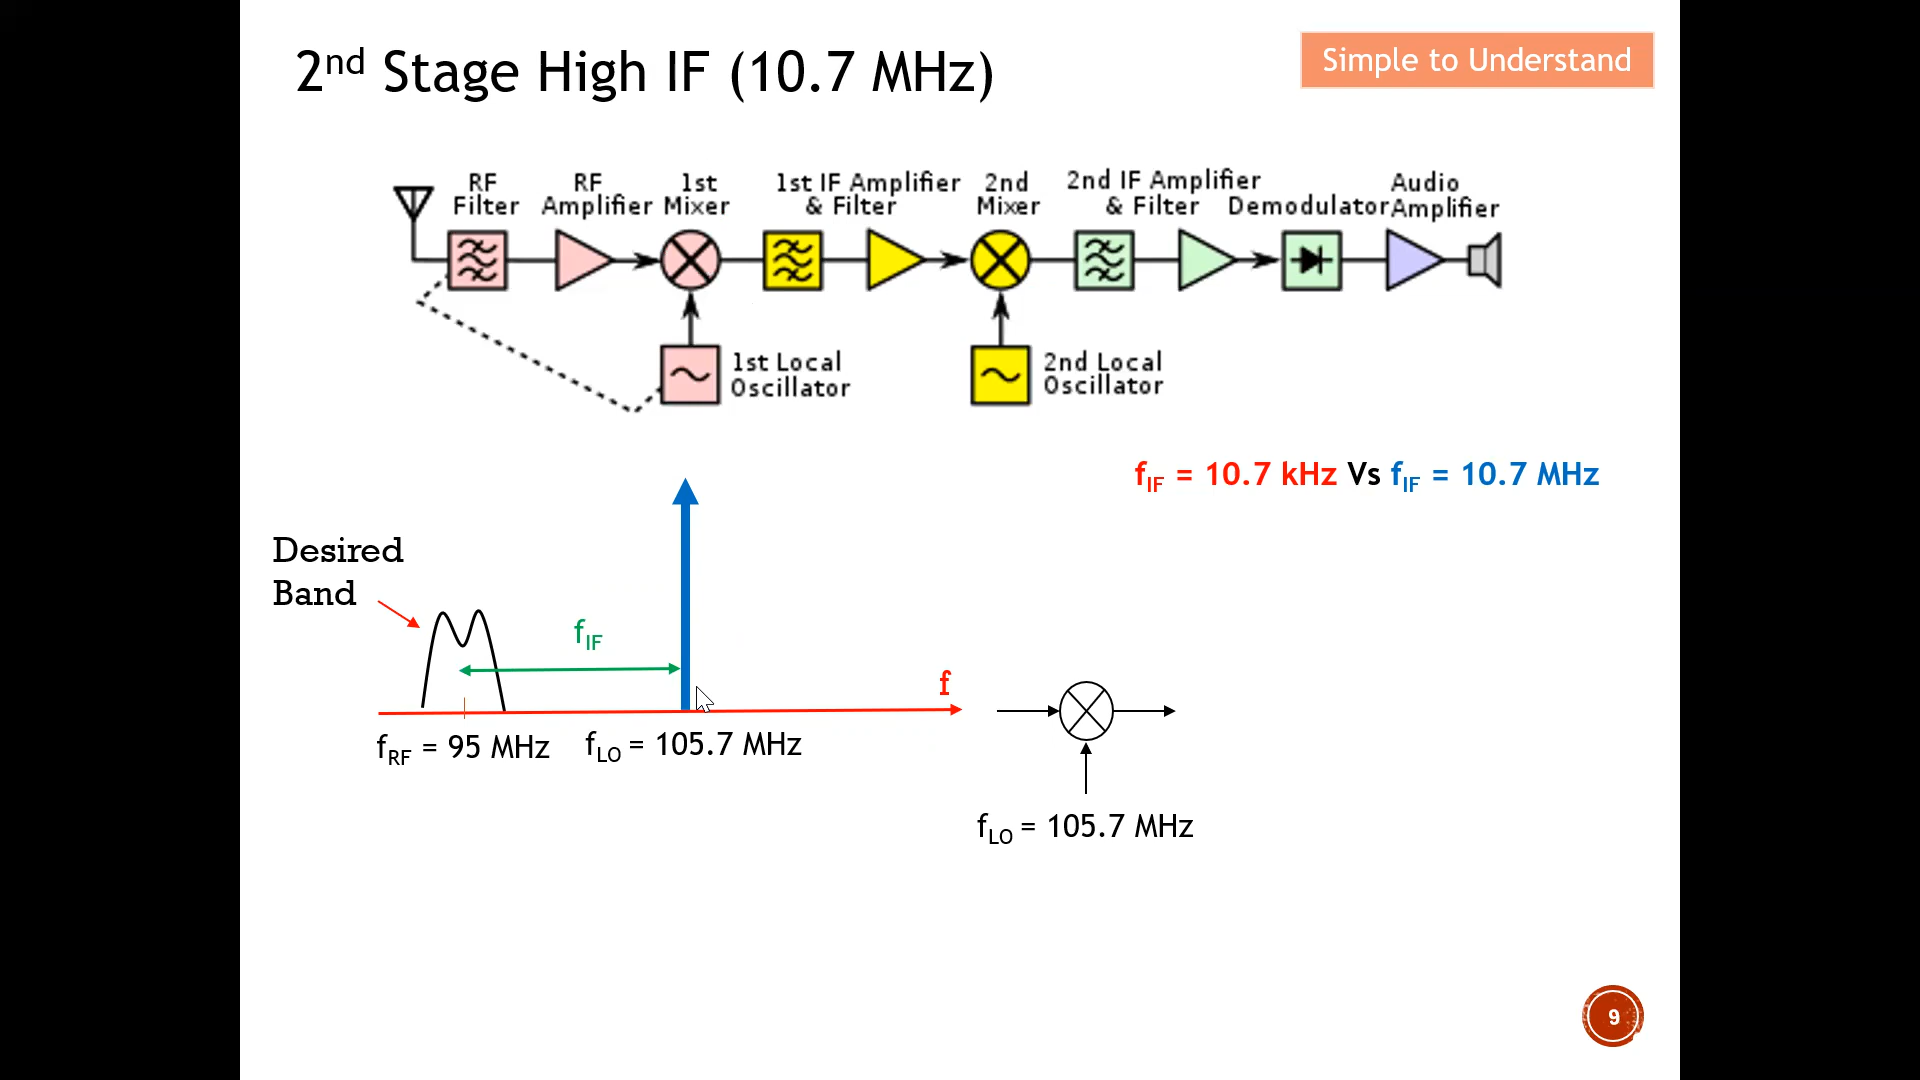 2nd Stage High IF (10.7 MHz)
Simple to Understand
RF Filter
RF Amplifier
1st Mixer
1st IF Amplifier & Filter
2nd Mixer
2nd IF Amplifier & Filter
Demodulator
Audio Amplifier
1st Local Oscillator
2nd Local Oscillator
fIF = 10.7 kHz Vs fIF = 10.7 MHz
Desired Band
fIF
f
fRF = 95 MHz
fLO = 105.7 MHz
fLO = 105.7 MHz
9